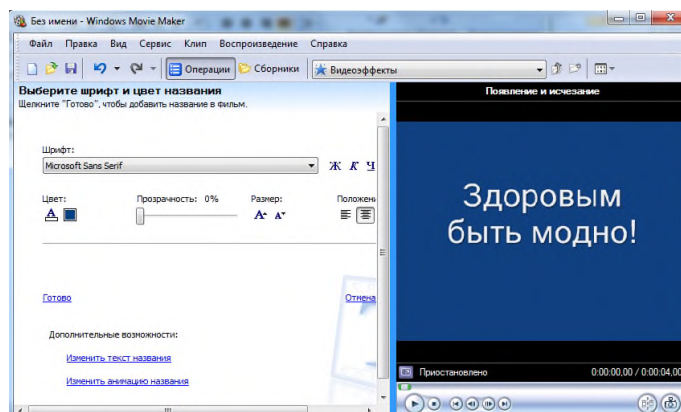 Без имени - Windows Movie Maker
Файл Правка Вид Сервис Клип Воспроизведение Справка
Операции Сборники Видеоэффекты
Выберите шрифт и цвет названия
Щелкните "Готово", чтобы добавить название в фильм.
Шрифт:
Microsoft Sans Serif
Ж К Ч
Цвет: Прозрачность: 0% Размер: Положени
Готово Отмена
Дополнительные возможности:
Изменить текст названия
Изменить анимацию названия
Появление и исчезание
Здоровым
быть модно!
Приостановлено 0:00:00,00 / 0:00:04,00